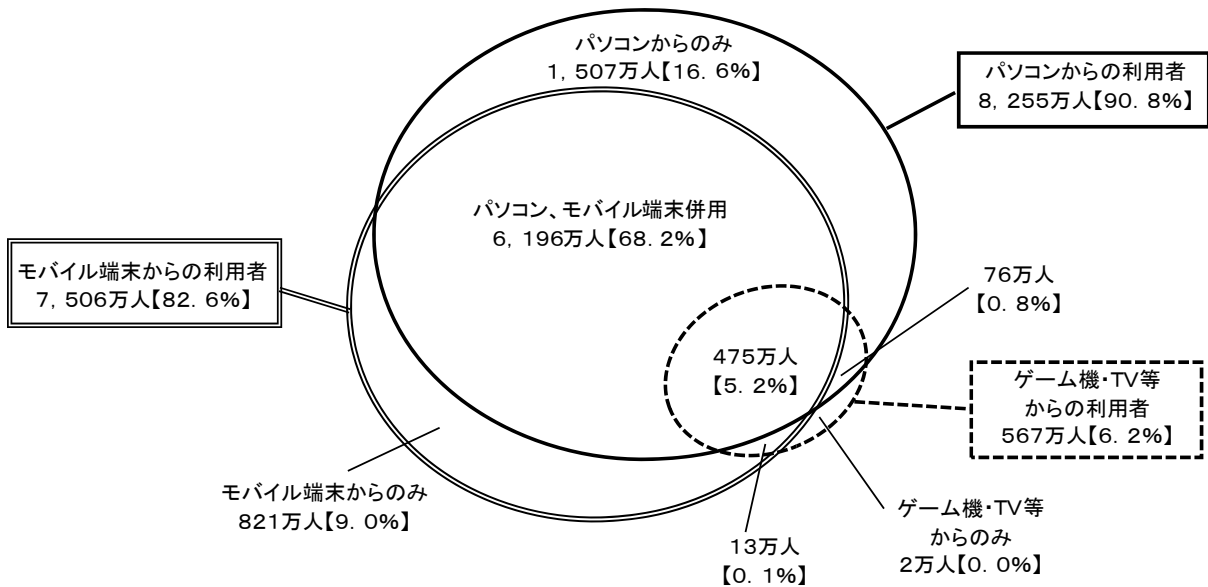 パソコンからのみ
1, 507万人【16. 6%】
パソコンからの利用者
8, 255万人【90. 8%】
パソコン、モバイル端末併用
6, 196万人【68. 2%】
モバイル端末からの利用者
7, 506万人【82. 6%】
76万人
【0. 8%】
475万人
【5. 2%】
ゲーム機・TV等
からの利用者
567万人【6. 2%】
モバイル端末からのみ
821万人【9. 0%】
13万人
【0. 1%】
ゲーム機・TV等
からのみ
2万人【0. 0%】